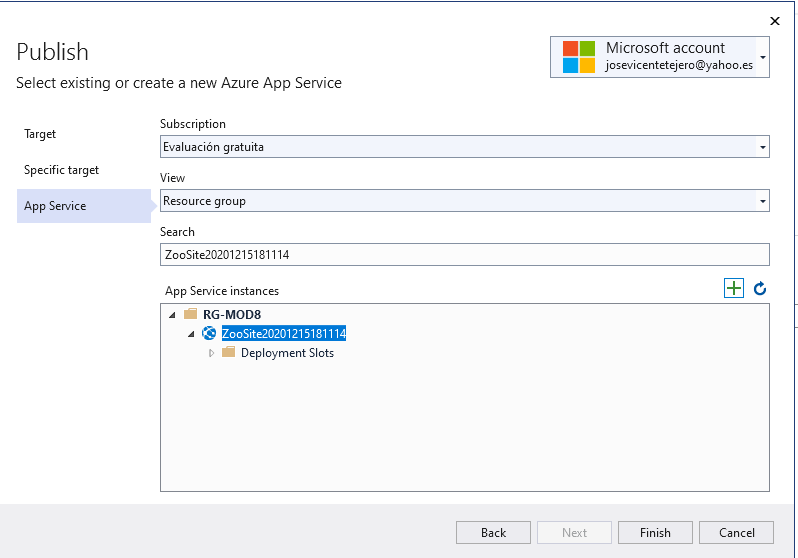 Publish
Select existing or create a new Azure App Service
Microsoft account
josevicentetejero@yahoo.es
Target
Specific target
App Service
Subscription
Evaluación gratuita
View
Resource group
Search
ZooSite20201215181114
App Service instances
RG-MOD8
ZooSite20201215181114
Deployment Slots
Back
Next
Finish
Cancel